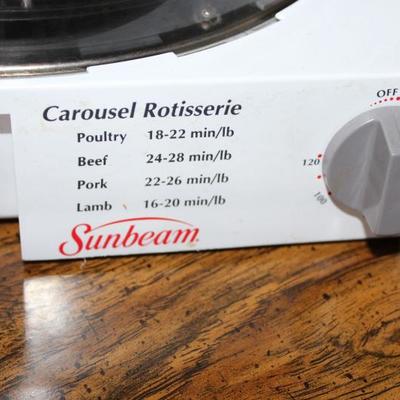 OFF
Carousel Rotisserie
Poultry 18-22 min/lb
Beef 24-28 min/lb
Pork 22-26 min/lb
Lamb 16-20 min/lb
120
100
Sunbeam